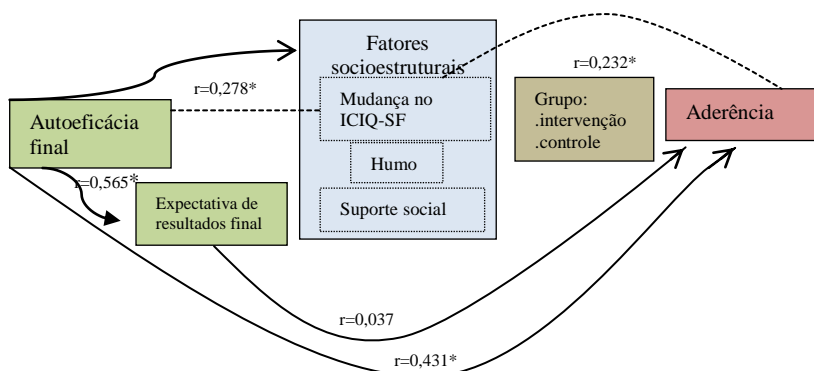 Fatores
socioestruturais
r=0,278*
r=0,232*
Mudança no
ICIQ-SF
Grupo:
.intervenção
.controle
Aderência
Autoeficácia
final
Humo
r=0,565*
Expectativa de
resultados final
Suporte social
r=0,037
r=0,431*